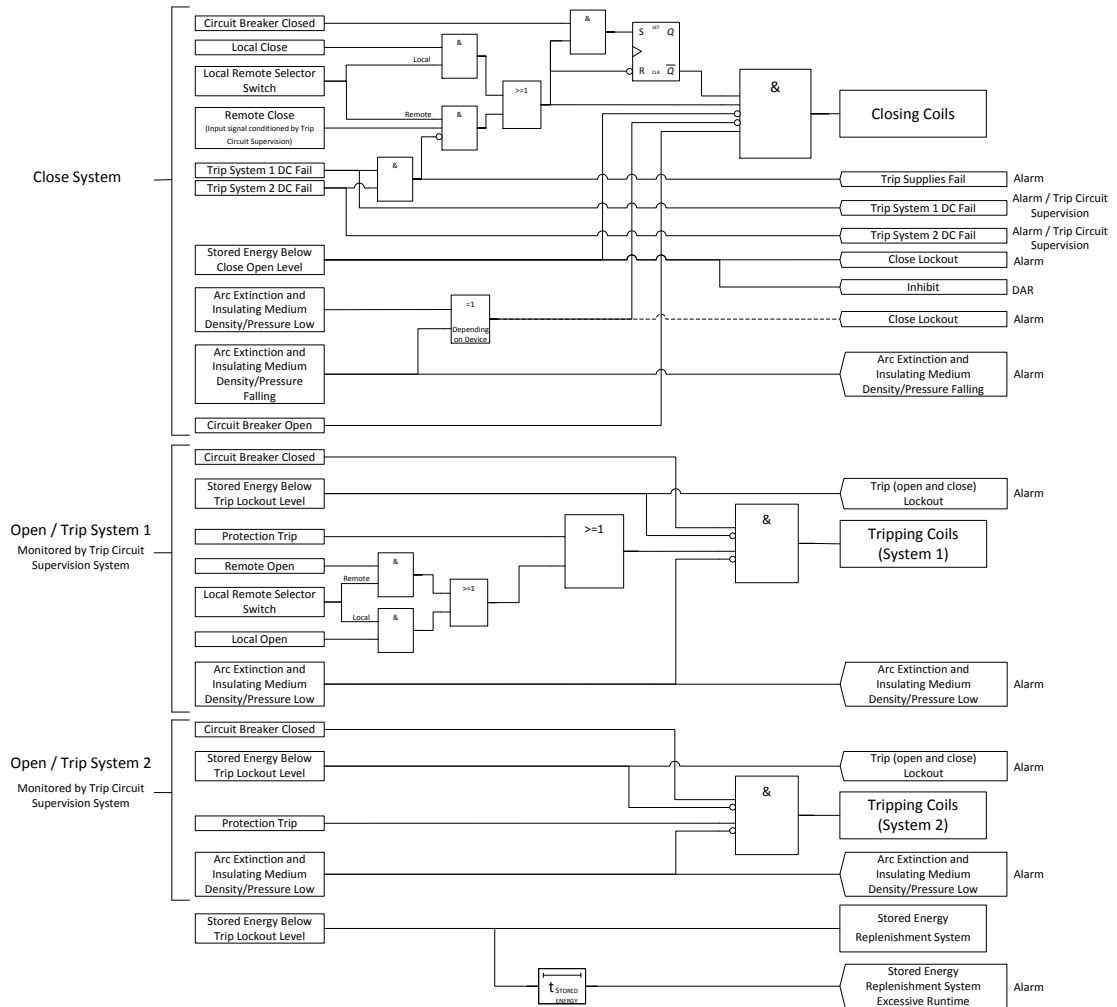 Close System
Circuit Breaker Closed
Local Close
Local Remote Selector
Switch
Remote Close
(Input signal conditioned by Trip
Circuit Supervision)
Trip System 1 DC Fail
Trip System 2 DC Fail
Stored Energy Below
Close Open Level
Arc Extinction and
Insulating Medium
Density/Pressure Low
Arc Extinction and
Insulating Medium
Density/Pressure
Falling
Circuit Breaker Open
Local
Remote
&
&
&
>=1
&
S SET Q
R CLR Q̅
&
=1
Depending
on Device
Closing Coils
Trip Supplies Fail
Alarm
Trip System 1 DC Fail
Alarm / Trip Circuit
Supervision
Trip System 2 DC Fail
Alarm / Trip Circuit
Supervision
Close Lockout
Alarm
Inhibit
DAR
Close Lockout
Alarm
Arc Extinction and
Insulating Medium
Density/Pressure Falling
Alarm
Open / Trip System 1
Monitored by Trip Circuit
Supervision System
Circuit Breaker Closed
Stored Energy Below
Trip Lockout Level
Protection Trip
Remote Open
Local Remote Selector
Switch
Local Open
Arc Extinction and
Insulating Medium
Density/Pressure Low
Remote
Local
&
&
>=1
>=1
&
Trip (open and close)
Lockout
Alarm
Tripping Coils
(System 1)
Arc Extinction and
Insulating Medium
Density/Pressure Low
Alarm
Open / Trip System 2
Monitored by Trip Circuit
Supervision System
Circuit Breaker Closed
Stored Energy Below
Trip Lockout Level
Protection Trip
Arc Extinction and
Insulating Medium
Density/Pressure Low
&
Trip (open and close)
Lockout
Alarm
Tripping Coils
(System 2)
Arc Extinction and
Insulating Medium
Density/Pressure Low
Alarm
Stored Energy Below
Trip Lockout Level
Stored Energy
Replenishment System
t STORED
ENERGY
Stored Energy
Replenishment System
Excessive Runtime
Alarm